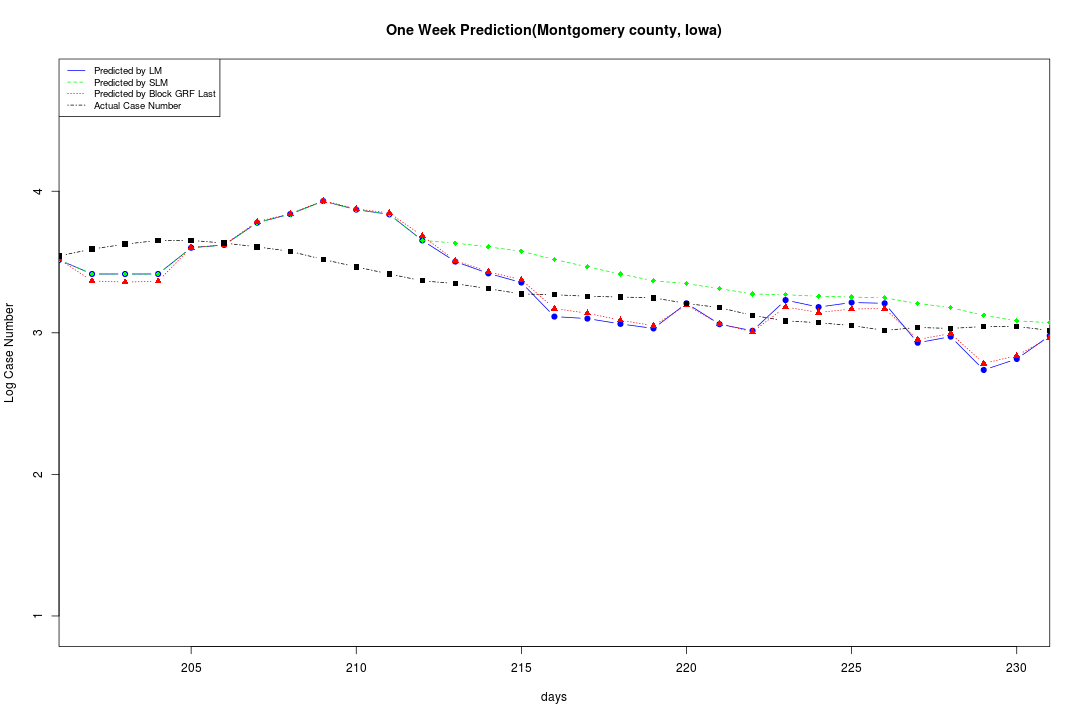 One Week Prediction(Montgomery county, Iowa)
Predicted by LM
Predicted by SLM
Predicted by Block GRF Last
Actual Case Number
Log Case Number
4
3
2
1
205 210 215 220 225 230
days